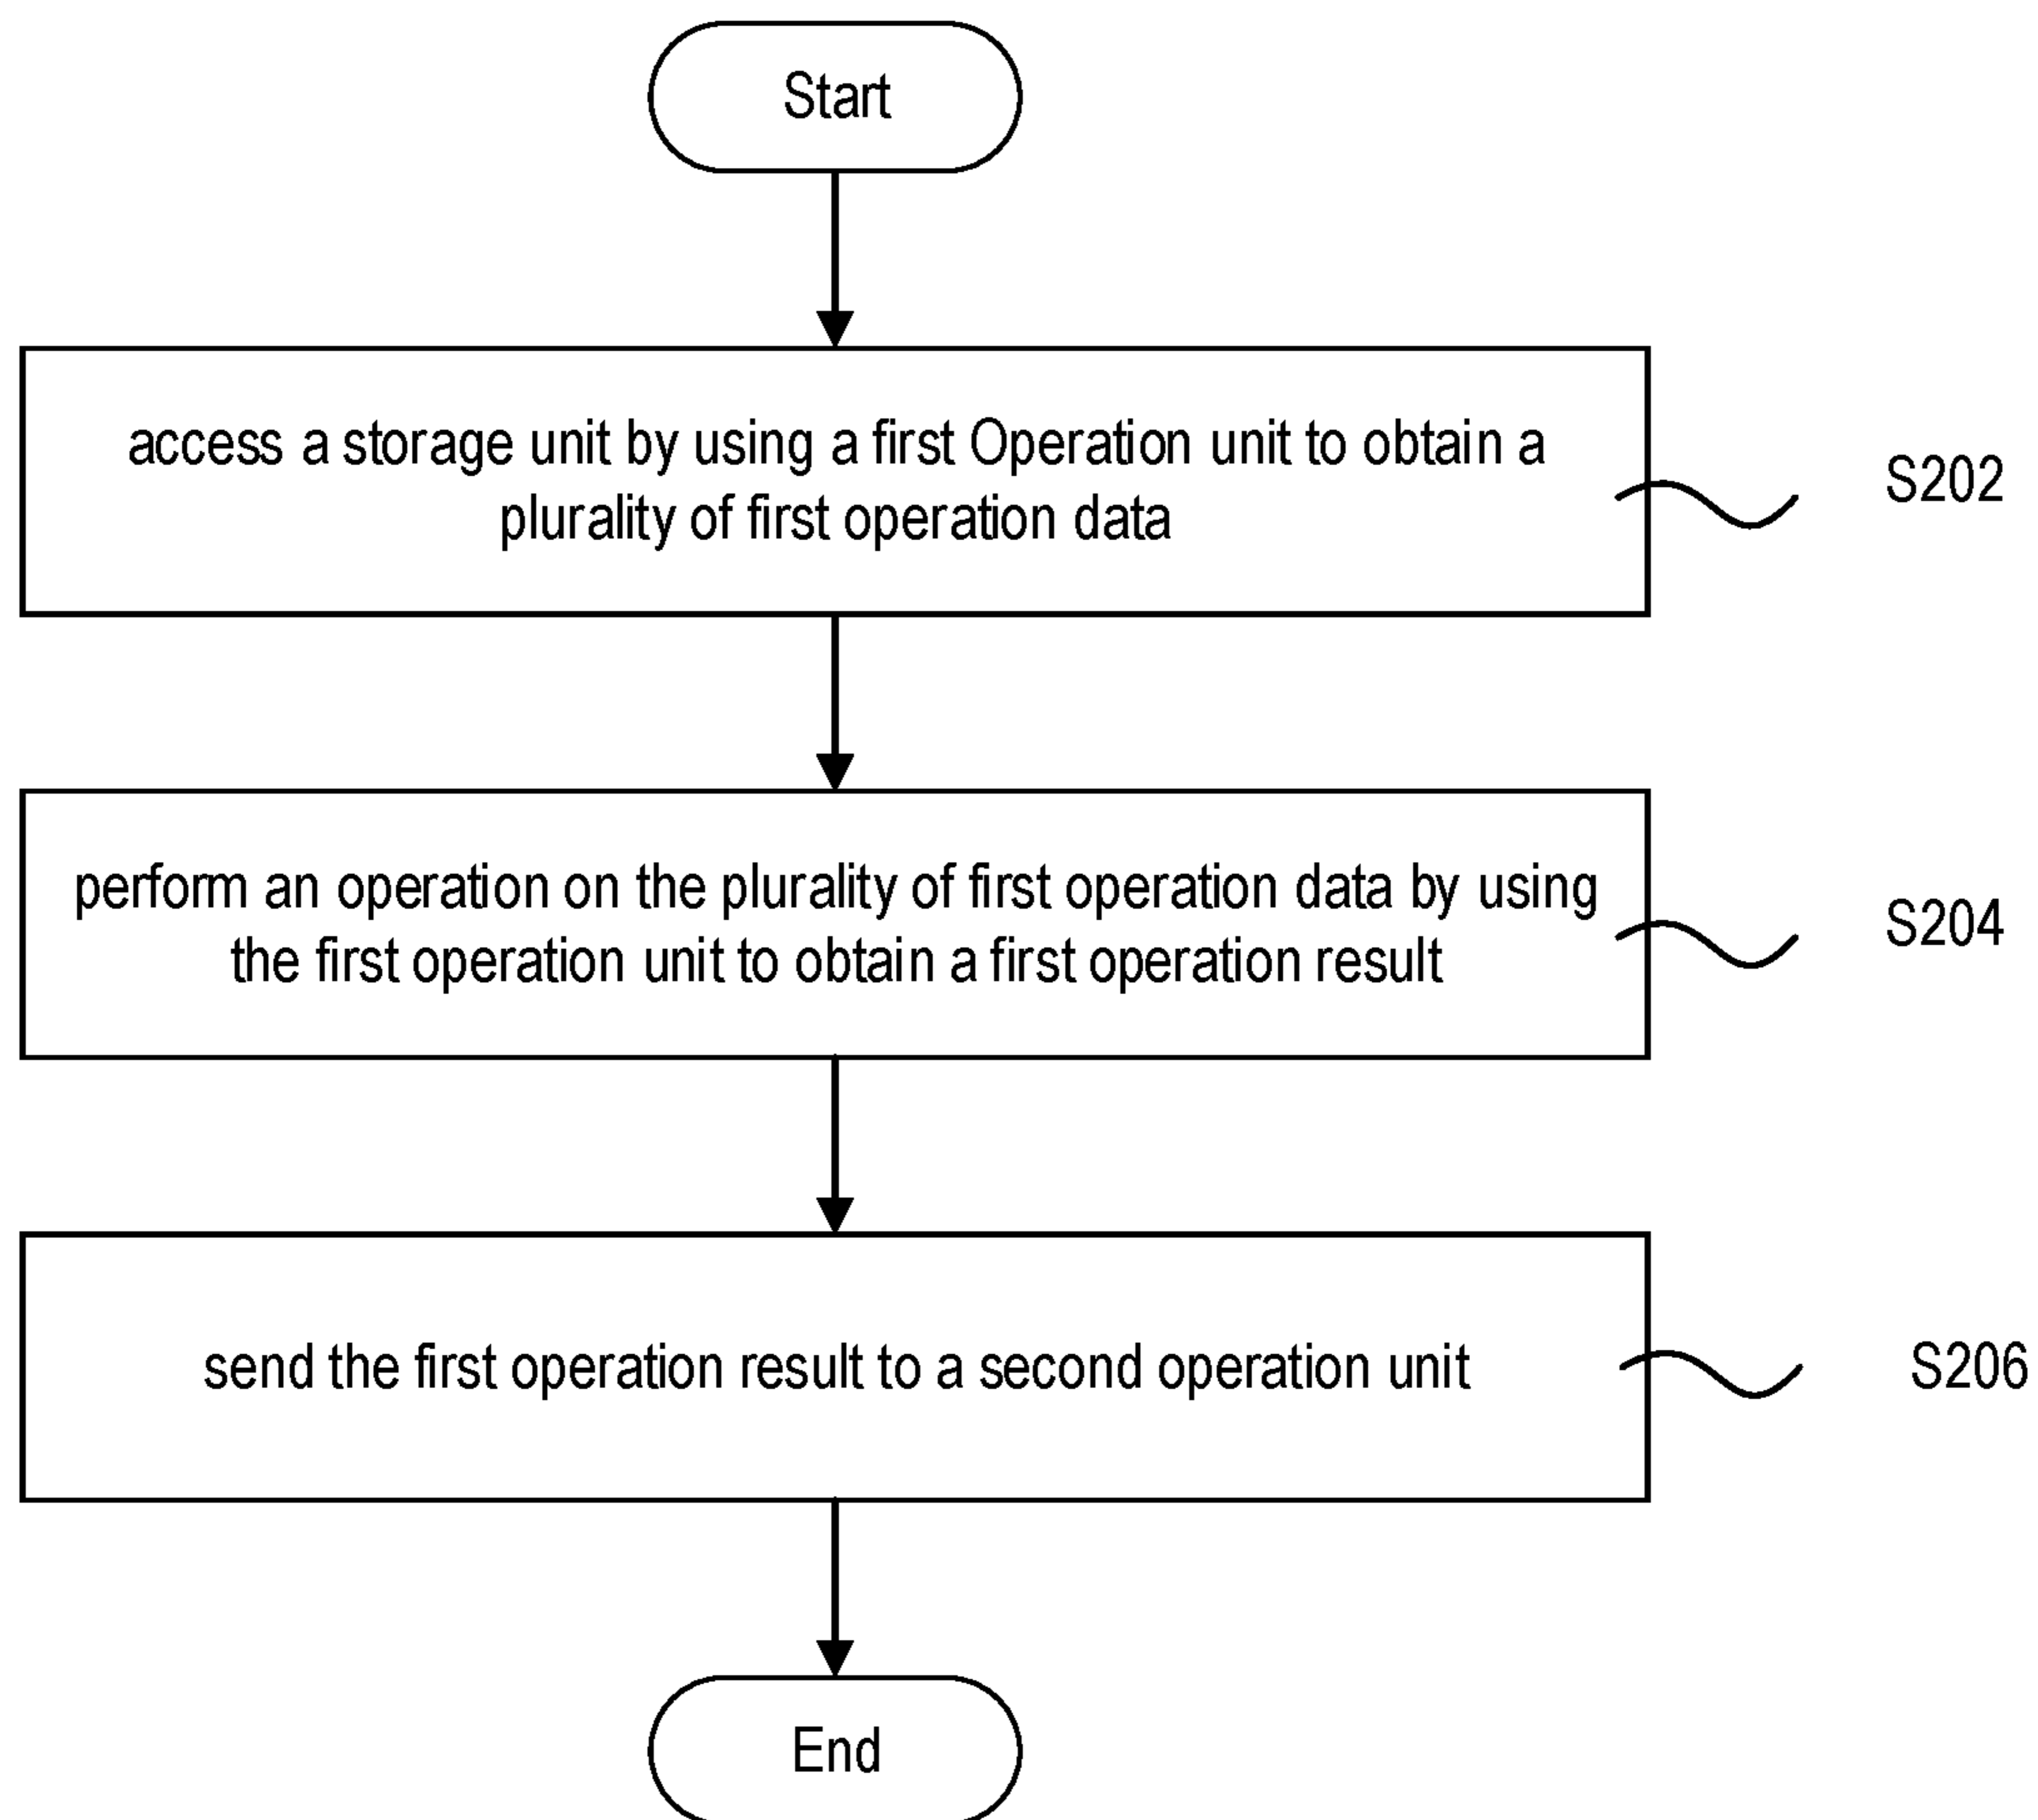 Start
access a storage unit by using a first Operation unit to obtain a
plurality of first operation data
S202
perform an operation on the plurality of first operation data by using
the first operation unit to obtain a first operation result
S204
send the first operation result to a second operation unit
S206
End